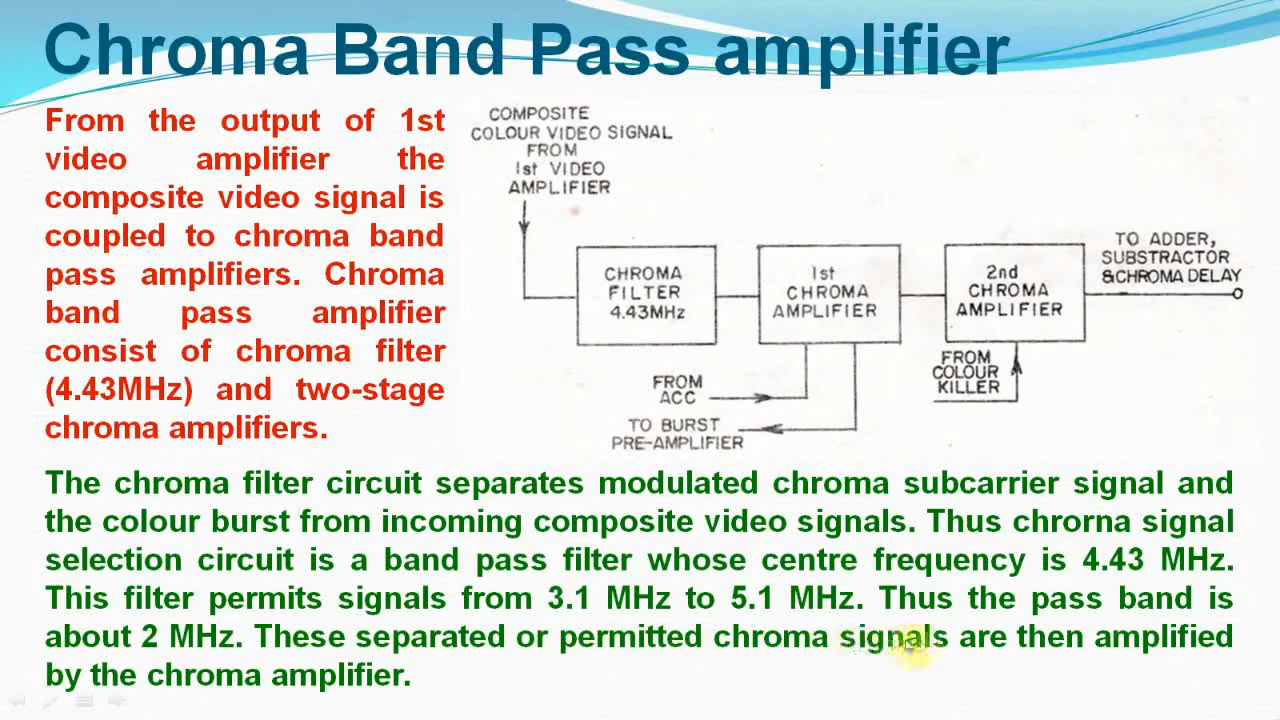 Chroma Band Pass amplifier
From the output of 1st
video amplifier the
composite video signal is
coupled to chroma band
pass amplifiers. Chroma
band pass amplifier
consist of chroma filter
(4.43MHz) and two-stage
chroma amplifiers.
COMPOSITE
COLOUR VIDEO SIGNAL
FROM
1st VIDEO
AMPLIFIER
CHROMA
FILTER
4.43MHz
1st
CHROMA
AMPLIFIER
2nd
CHROMA
AMPLIFIER
TO ADDER,
SUBSTRACTOR
&CHROMA DELAY
FROM
ACC
TO BURST
PRE-AMPLIFIER
FROM
COLOUR
KILLER
The chroma filter circuit separates modulated chroma subcarrier signal and
the colour burst from incoming composite video signals. Thus chrorna signal
selection circuit is a band pass filter whose centre frequency is 4.43 MHz.
This filter permits signals from 3.1 MHz to 5.1 MHz. Thus the pass band is
about 2 MHz. These separated or permitted chroma signals are then amplified
by the chroma amplifier.